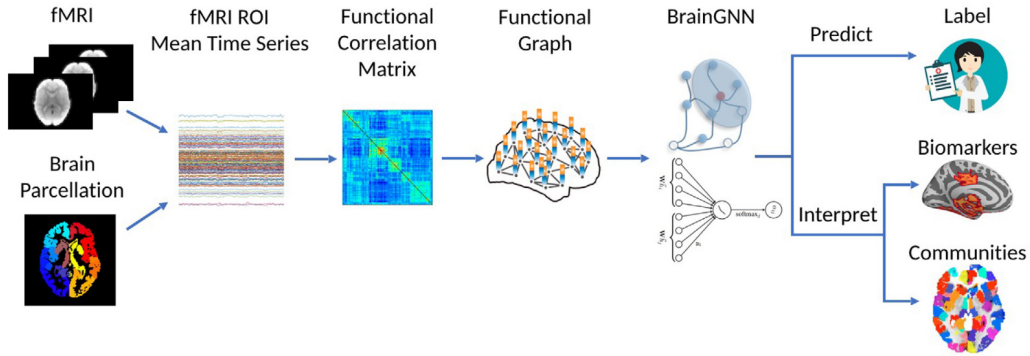 fMRI
Brain
Parcellation
fMRI ROI
Mean Time Series
Functional
Correlation
Matrix
Functional
Graph
BrainGNN
softmax
Predict
Interpret
Label
Biomarkers
Communities